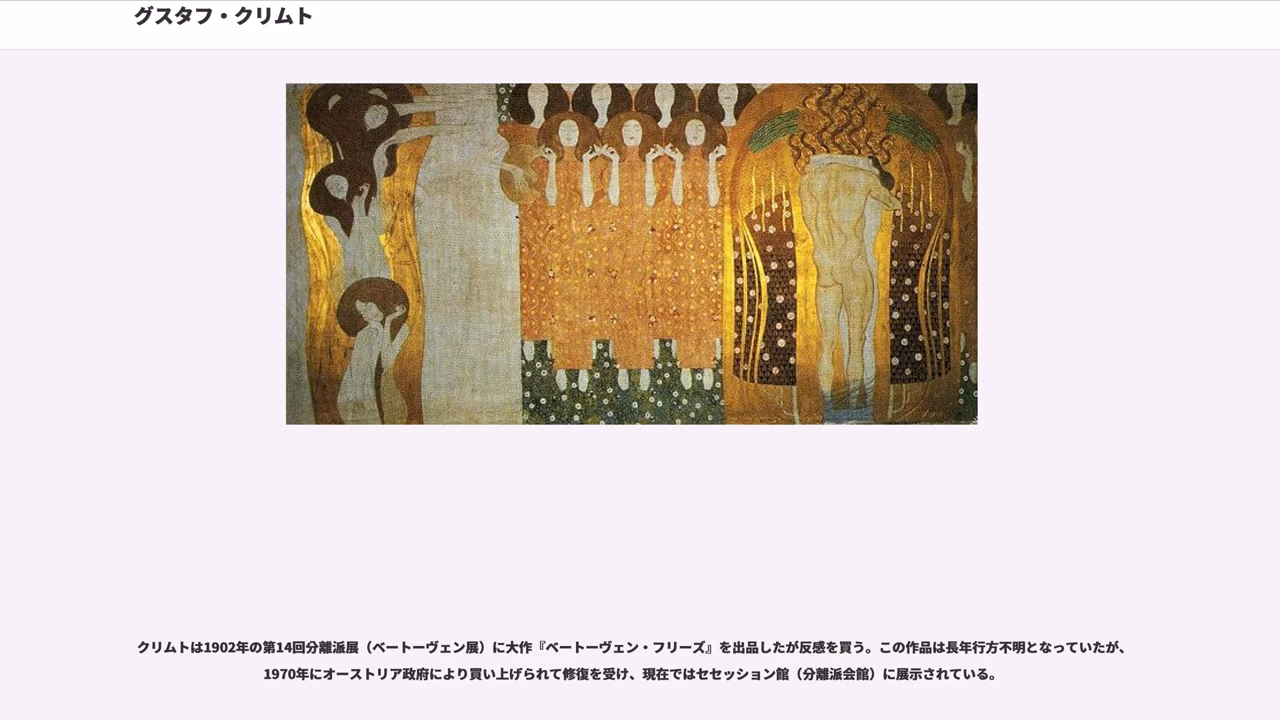 グスタフ・クリムト
クリムトは1902年の第14回分離派展（ベートーヴェン展）に大作『ベートーヴェン・フリーズ』を出品したが反感を買う。この作品は長年行方不明となっていたが、
1970年にオーストリア政府により買い上げられて修復を受け、現在ではセセッション館（分離派会館）に展示されている。